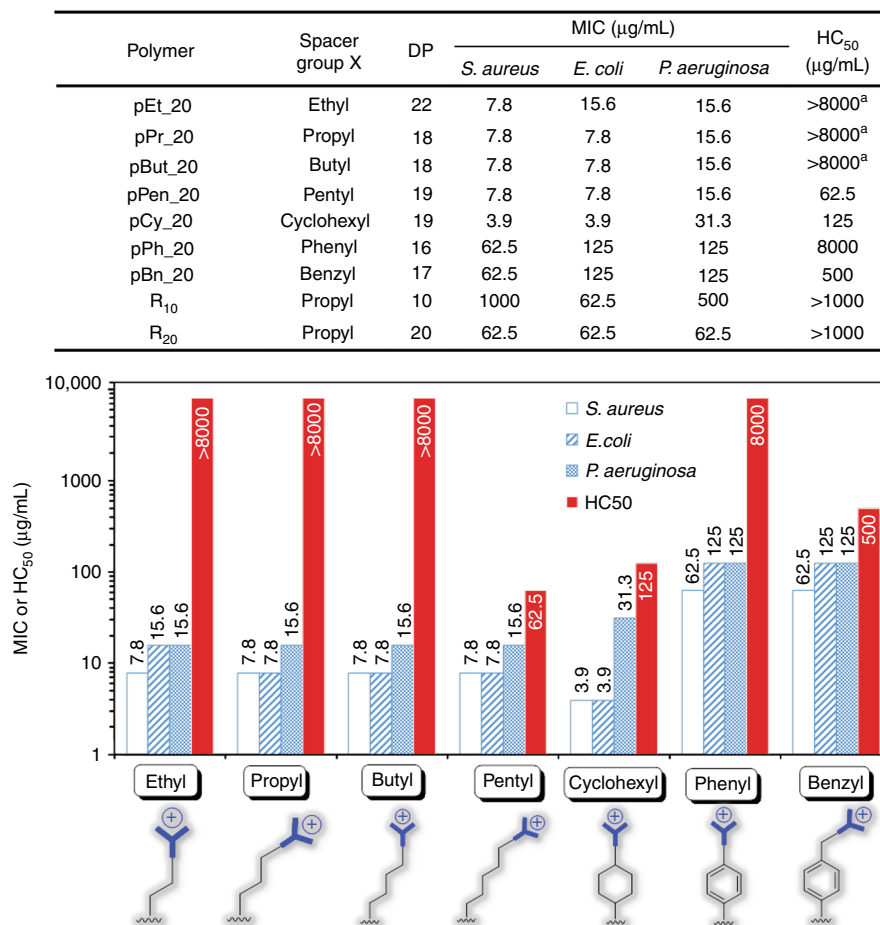 Polymer Spacer group X DP MIC (µg/mL) HC50 (µg/mL)
S. aureus E. coli P. aeruginosa
pEt_20 Ethyl 22 7.8 15.6 15.6 >8000a
pPr_20 Propyl 18 7.8 7.8 15.6 >8000a
pBut_20 Butyl 18 7.8 7.8 15.6 >8000a
pPen_20 Pentyl 19 7.8 7.8 15.6 62.5
pCy_20 Cyclohexyl 19 3.9 3.9 31.3 125
pPh_20 Phenyl 16 62.5 125 125 8000
pBn_20 Benzyl 17 62.5 125 125 500
R10 Propyl 10 1000 62.5 500 >1000
R20 Propyl 20 62.5 62.5 62.5 >1000
MIC or HC50 (µg/mL)
10,000
1000
100
10
1
S. aureus
E.coli
P. aeruginosa
HC50
7.8 15.6 15.6 >8000
7.8 7.8 15.6 >8000
7.8 7.8 15.6 >8000
7.8 7.8 15.6 62.5
3.9 3.9 31.3 125
62.5 125 125 8000
62.5 125 125 500
Ethyl Propyl Butyl Pentyl Cyclohexyl Phenyl Benzyl
+ + + + + + +